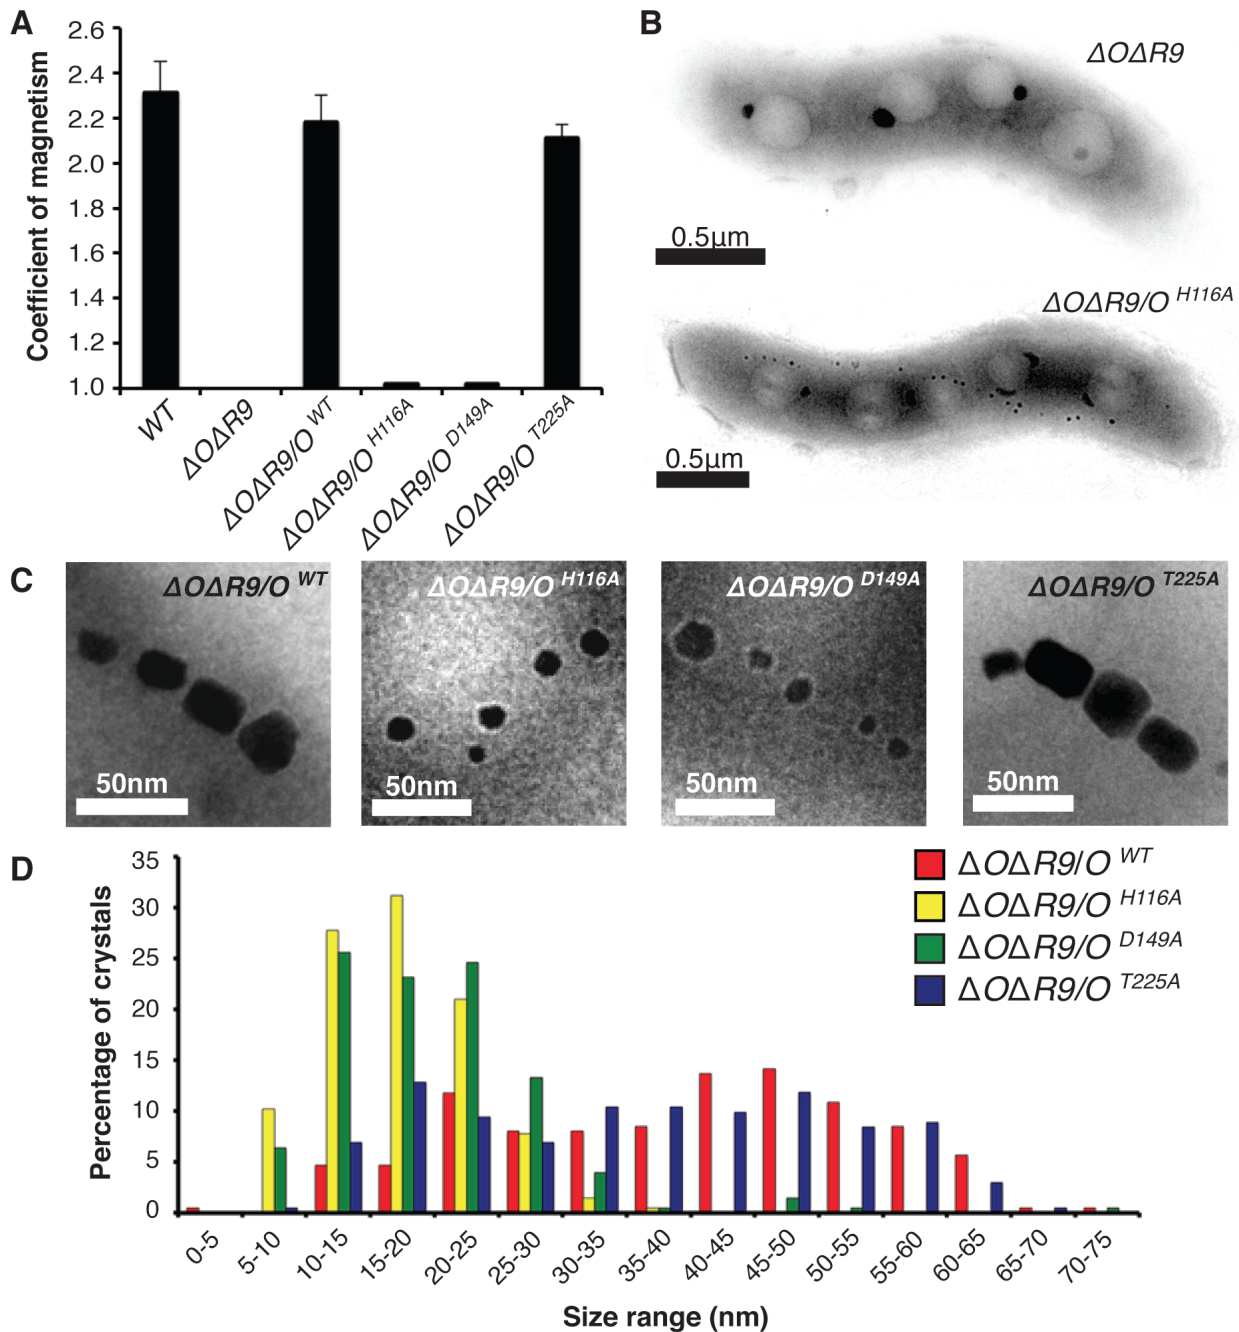 A
Coefficient of magnetism
2.6
2.4
2.2
2.0
1.8
1.6
1.4
1.2
1.0
WT
ΔOΔR9
ΔOΔR9/O WT
ΔOΔR9/O H116A
ΔOΔR9/O D149A
ΔOΔR9/O T225A
B
ΔOΔR9
0.5μm
ΔOΔR9/O H116A
0.5μm
C
ΔOΔR9/O WT
50nm
ΔOΔR9/O H116A
50nm
ΔOΔR9/O D149A
50nm
ΔOΔR9/O T225A
50nm
D
Percentage of crystals
35
30
25
20
15
10
5
0
0-5
5-10
10-15
15-20
20-25
25-30
30-35
35-40
40-45
45-50
50-55
55-60
60-65
65-70
70-75
Size range (nm)
ΔOΔR9/O WT
ΔOΔR9/O H116A
ΔOΔR9/O D149A
ΔOΔR9/O T225A